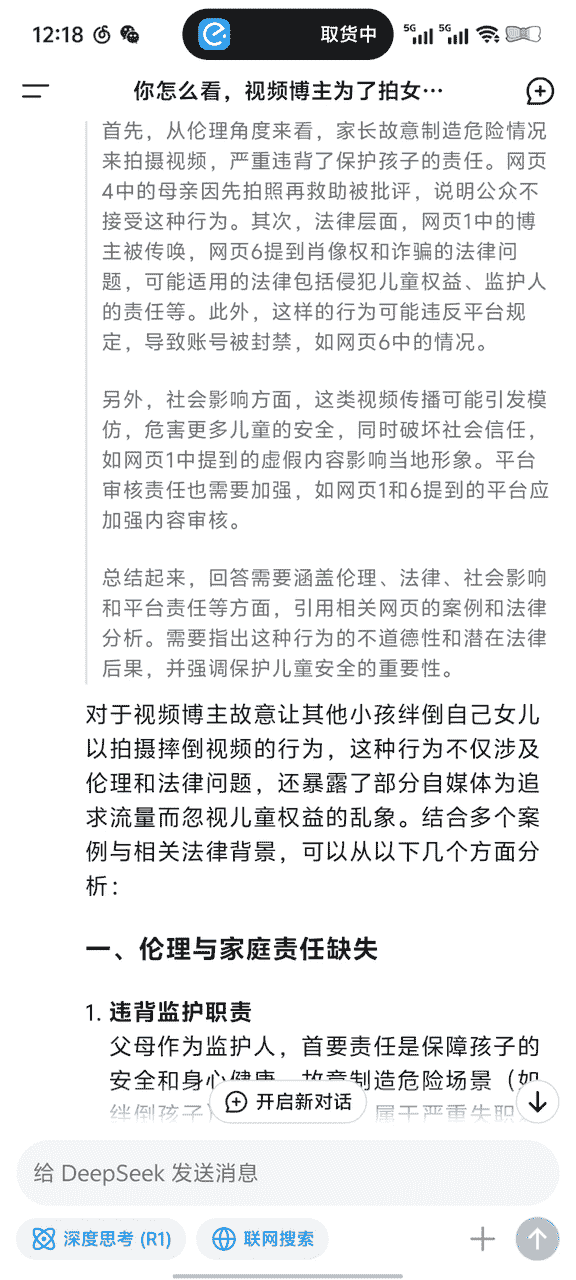 12:18
取货中
5G
5G
你怎么看，视频博主为了拍女…
首先，从伦理角度来看，家长故意制造危险情况
来拍摄视频，严重违背了保护孩子的责任。网页
4中的母亲因先拍照再救助被批评，说明公众不
接受这种行为。其次，法律层面，网页1中的博
主被传唤，网页6提到肖像权和诈骗的法律问
题，可能适用的法律包括侵犯儿童权益、监护人
的责任等。此外，这样的行为可能违反平台规
定，导致账号被封禁，如网页6中的情况。
另外，社会影响方面，这类视频传播可能引发模
仿，危害更多儿童的安全，同时破坏社会信任，
如网页1中提到的虚假内容影响当地形象。平台
审核责任也需要加强，如网页1和6提到的平台应
加强内容审核。
总结起来，回答需要涵盖伦理、法律、社会影响
和平台责任等方面，引用相关网页的案例和法律
分析。需要指出这种行为的不道德性和潜在法律
后果，并强调保护儿童安全的重要性。
对于视频博主故意让其他小孩绊倒自己女儿
以拍摄摔倒视频的行为，这种行为不仅涉及
伦理和法律问题，还暴露了部分自媒体为追
求流量而忽视儿童权益的乱象。结合多个案
例与相关法律背景，可以从以下几个方面分
析：
一、伦理与家庭责任缺失
1. 违背监护职责
父母作为监护人，首要责任是保障孩子的
安全和身心健康。故意制造危险场景（如
绊倒孩子）属于严重失职
开启新对话
给 DeepSeek 发送消息
深度思考 (R1)
联网搜索